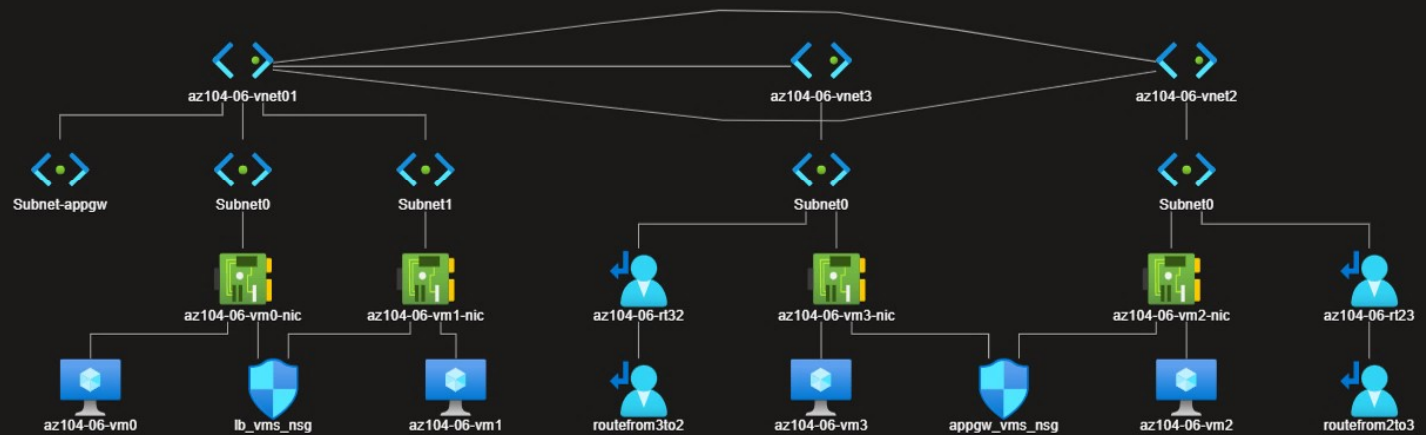 az104-06-vnet01
az104-06-vnet3
az104-06-vnet2
Subnet-appgw
Subnet0
Subnet1
Subnet0
Subnet0
az104-06-vm0-nic
az104-06-vm1-nic
az104-06-rt32
az104-06-vm3-nic
az104-06-vm2-nic
az104-06-rt23
az104-06-vm0
lb_vms_nsg
az104-06-vm1
routefrom3to2
az104-06-vm3
appgw_vms_nsg
az104-06-vm2
routefrom2to3